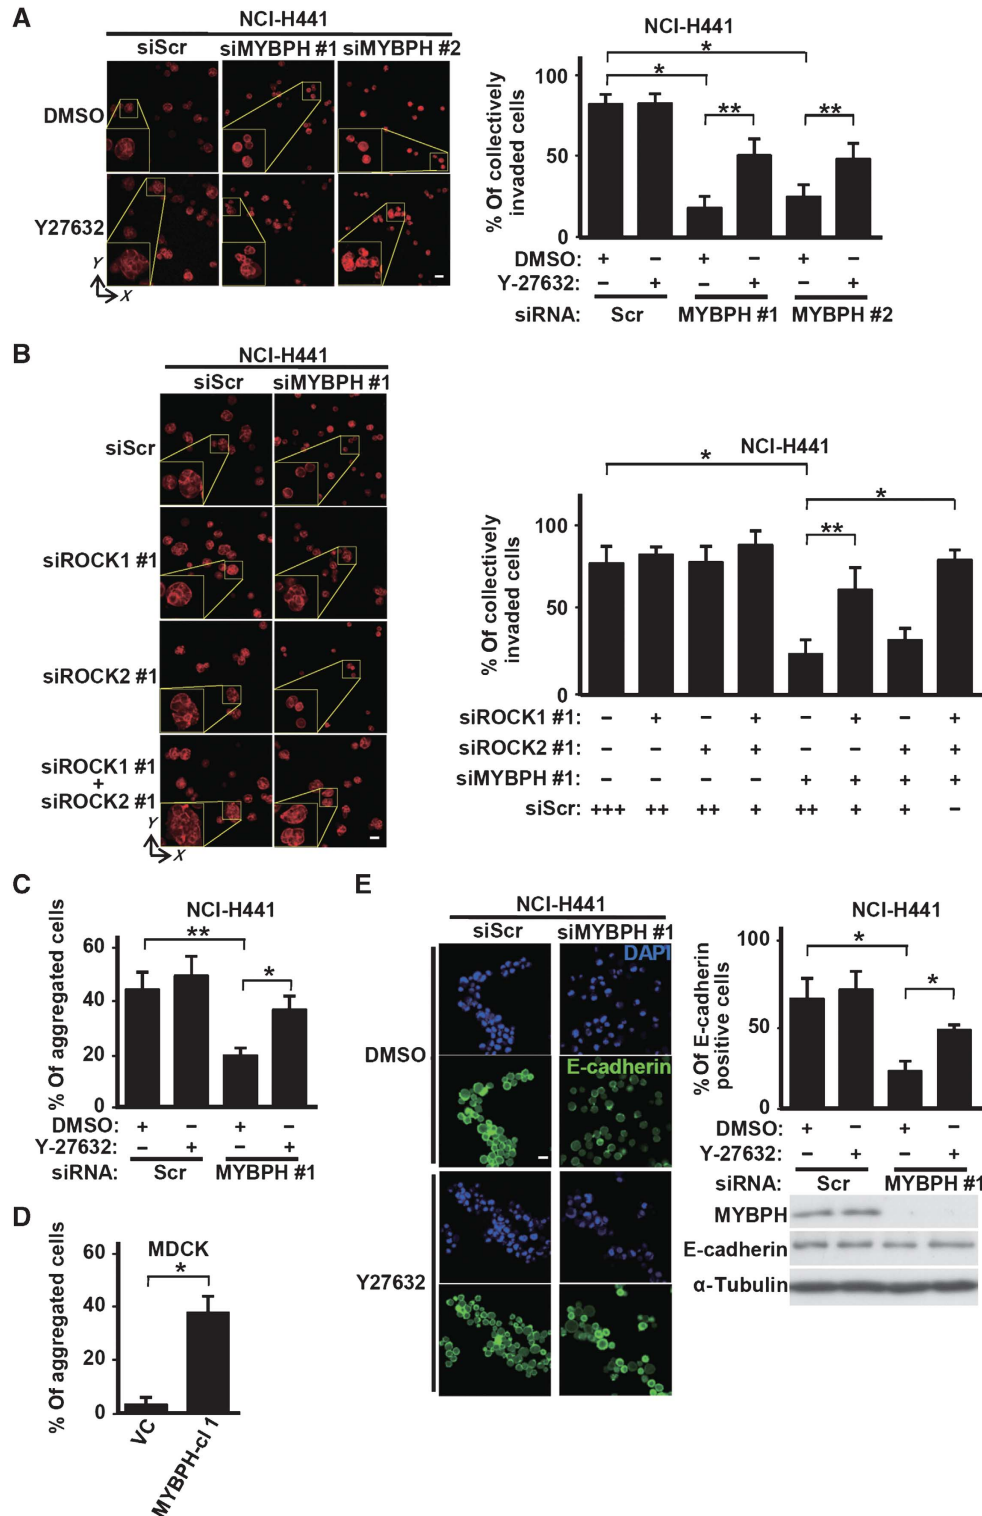 A
NCI-H441
siScr siMYBPH #1 siMYBPH #2
DMSO
Y27632
Y
X
NCI-H441
* 
*
** **
% Of collectively
invaded cells
100
50
0
DMSO: + – + – + –
Y-27632: – + – + – +
siRNA: Scr MYBPH #1 MYBPH #2
B
NCI-H441
siScr siMYBPH #1
siScr
siROCK1 #1
siROCK2 #1
siROCK1 #1
+
siROCK2 #1
Y
X
NCI-H441
*
*
**
% Of collectively
invaded cells
100
50
0
siROCK1 #1: – + – + – + – +
siROCK2 #1: – – + + – – + +
siMYBPH #1: – – – – + + + +
siScr: +++ ++ ++ + ++ + + –
C
NCI-H441
** 
*
% Of aggregated cells
60
40
20
0
DMSO: + – + –
Y-27632: – + – +
siRNA: Scr MYBPH #1
D
MDCK
*
% Of aggregated cells
60
40
20
0
VC
MYBPH-cl 1
E
NCI-H441
siScr siMYBPH #1
DAPI
DMSO
E-cadherin
Y27632
NCI-H441
*
*
% Of E-cadherin
positive cells
100
50
0
DMSO: + – + –
Y-27632: – + – +
siRNA: Scr MYBPH #1
MYBPH
E-cadherin
α-Tubulin